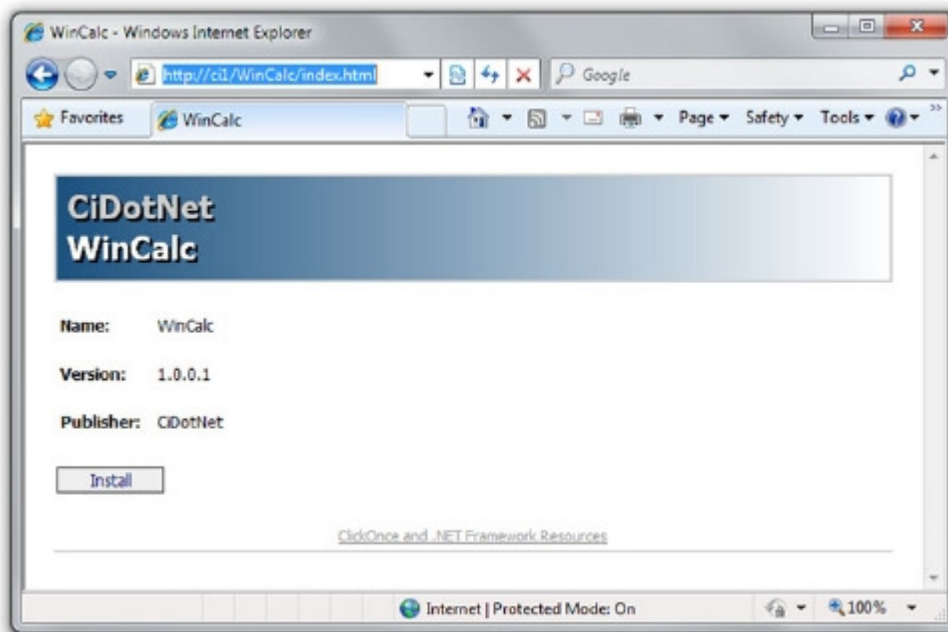 WinCalc - Windows Internet Explorer
http://ci1/WinCalc/index.html
Google
Favorites
WinCalc
Page
Safety
Tools
CiDotNet
WinCalc
Name: WinCalc
Version: 1.0.0.1
Publisher: CiDotNet
Install
ClickOnce and .NET Framework Resources
Internet | Protected Mode: On
100%